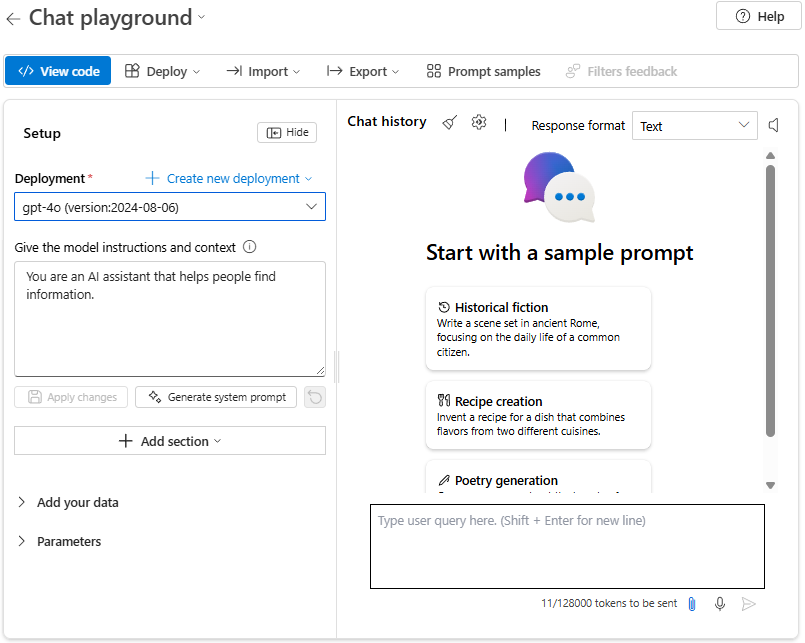 Chat playground
Help
View code
Deploy
Import
Export
Prompt samples
Filters feedback
Setup
Hide
Deployment *
Create new deployment
gpt-4o (version:2024-08-06)
Give the model instructions and context
You are an AI assistant that helps people find
information.
Apply changes
Generate system prompt
Add section
Add your data
Parameters
Chat history
Response format
Text
Start with a sample prompt
Historical fiction
Write a scene set in ancient Rome,
focusing on the daily life of a common
citizen.
Recipe creation
Invent a recipe for a dish that combines
flavors from two different cuisines.
Poetry generation
Type user query here. (Shift + Enter for new line)
11/128000 tokens to be sent